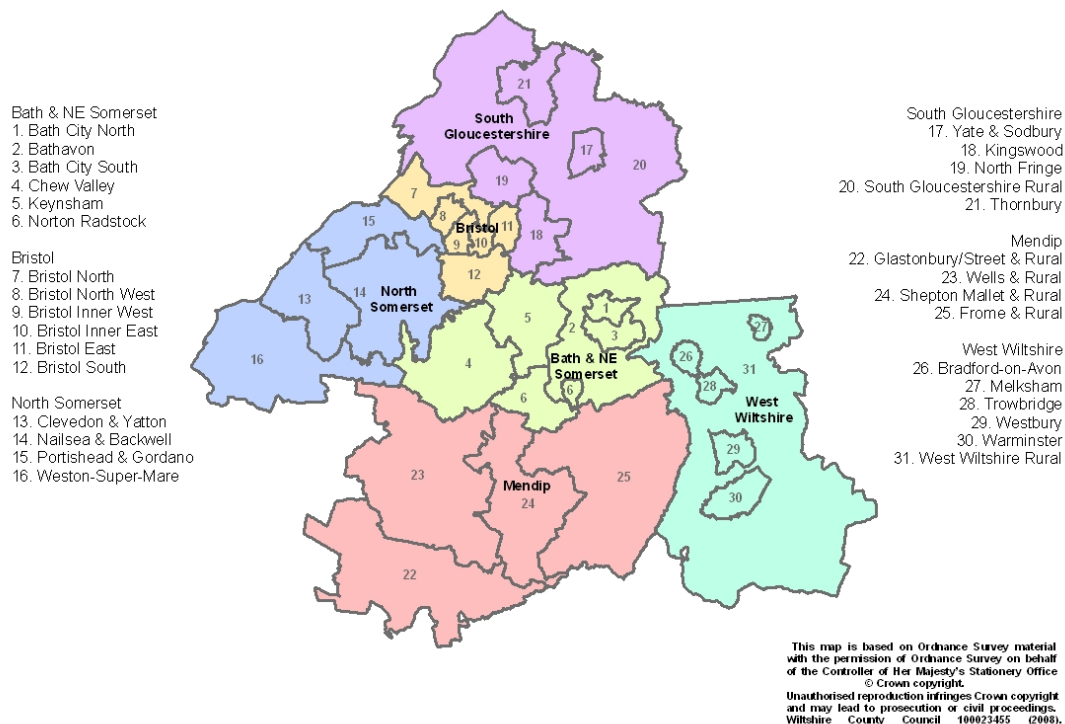 Bath & NE Somerset
1. Bath City North
2. Bathavon
3. Bath City South
4. Chew Valley
5. Keynsham
6. Norton Radstock
Bristol
7. Bristol North
8. Bristol North West
9. Bristol Inner West
10. Bristol Inner East
11. Bristol East
12. Bristol South
North Somerset
13. Clevedon & Yatton
14. Nailsea & Backwell
15. Portishead & Gordano
16. Weston-Super-Mare
21
South
Gloucestershire
17
20
19
7
18
8
Bristol
11
9
10
12
15
13
14
North
Somerset
16
1
2
3
5
4
Bath & NE
Somerset
6
6
27
26
31
28
West
Wiltshire
29
30
23
Mendip
24
25
22
South Gloucestershire
17. Yate & Sodbury
18. Kingswood
19. North Fringe
20. South Gloucestershire Rural
21. Thornbury
Mendip
22. Glastonbury/Street & Rural
23. Wells & Rural
24. Shepton Mallet & Rural
25. Frome & Rural
West Wiltshire
26. Bradford-on-Avon
27. Melksham
28. Trowbridge
29. Westbury
30. Warminster
31. West Wiltshire Rural
This map is based on Ordnance Survey material
with the permission of Ordnance Survey on behalf
of the Controller of Her Majesty's Stationery Office
© Crown copyright.
Unauthorised reproduction infringes Crown copyright
and may lead to prosecution or civil proceedings.
Wiltshire County Council 100023455 (2008).